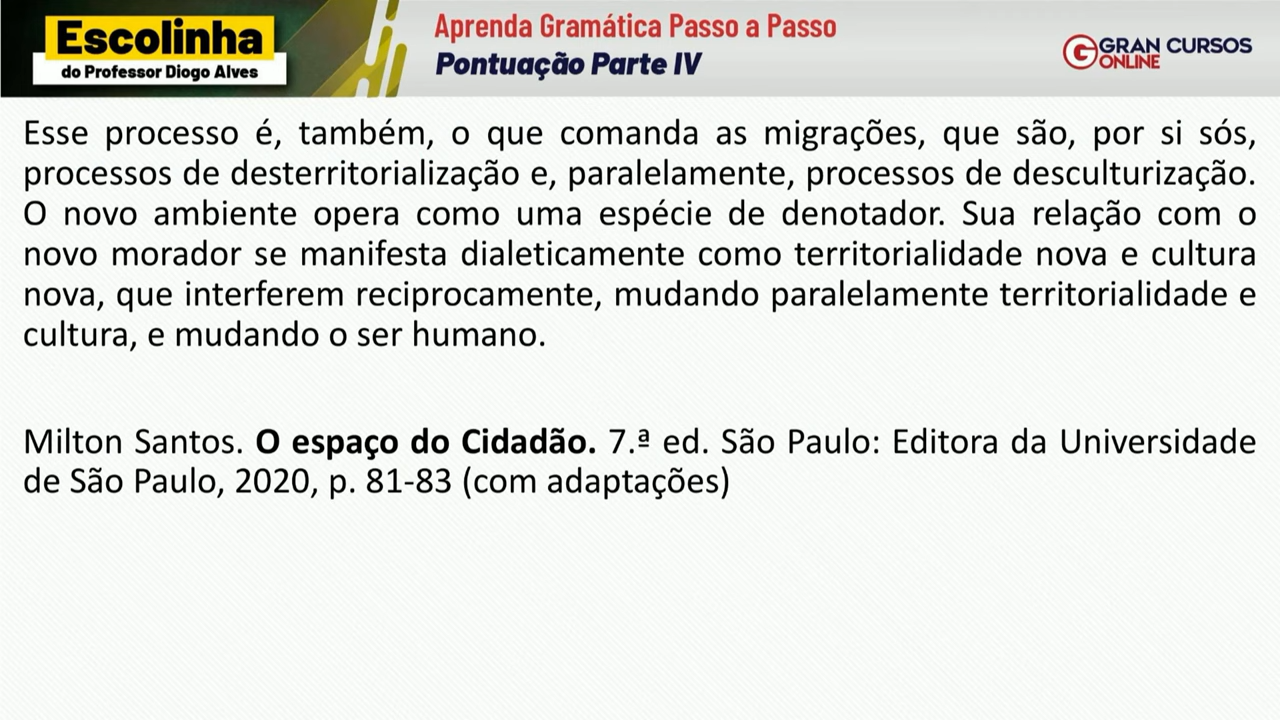 Escolinha
do Professor Diogo Alves
Aprenda Gramática Passo a Passo
Pontuação Parte IV
GRAN CURSOS
ONLINE
Esse processo é, também, o que comanda as migrações, que são, por si sós,
processos de desterritorialização e, paralelamente, processos de desculturização.
O novo ambiente opera como uma espécie de denotador. Sua relação com o
novo morador se manifesta dialeticamente como territorialidade nova e cultura
nova, que interferem reciprocamente, mudando paralelamente territorialidade e
cultura, e mudando o ser humano.
Milton Santos. O espaço do Cidadão. 7.ª ed. São Paulo: Editora da Universidade
de São Paulo, 2020, p. 81-83 (com adaptações)